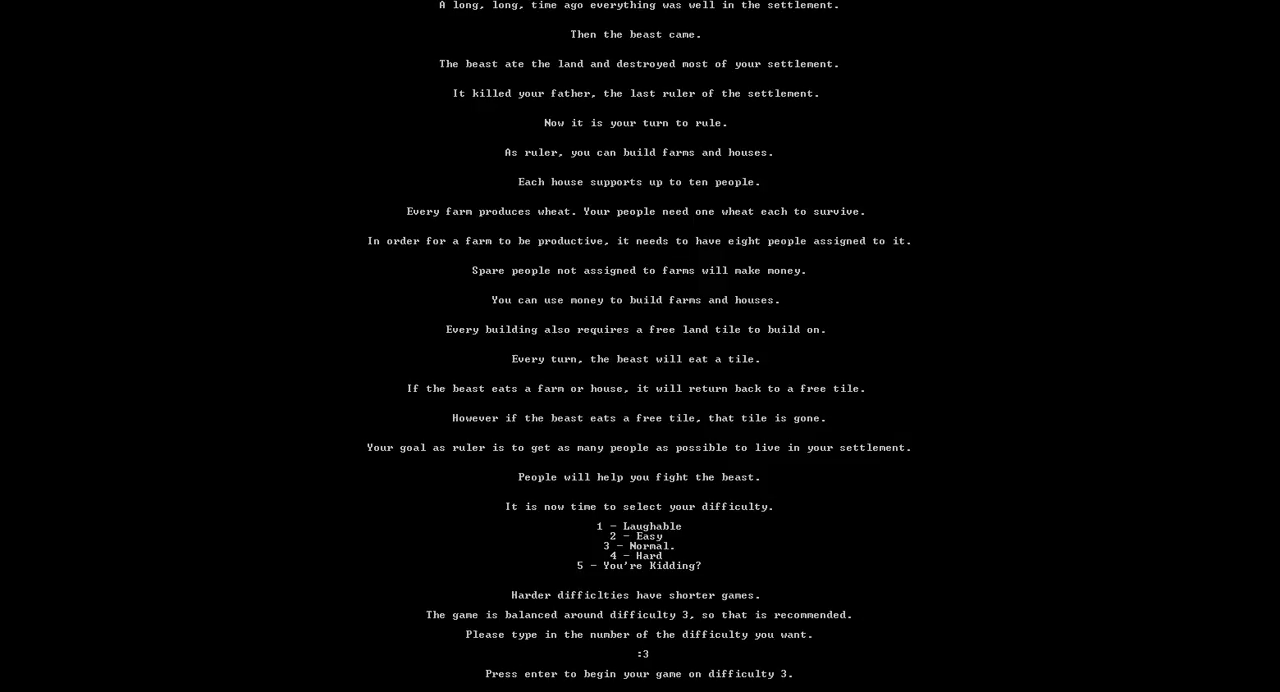 A long, long, time ago everything was well in the settlement.
Then the beast came.
The beast ate the land and destroyed most of your settlement.
It killed your father, the last ruler of the settlement.
Now it is your turn to rule.
As ruler, you can build farms and houses.
Each house supports up to ten people.
Every farm produces wheat. Your people need one wheat each to survive.
In order for a farm to be productive, it needs to have eight people assigned to it.
Spare people not assigned to farms will make money.
You can use money to build farms and houses.
Every building also requires a free land tile to build on.
Every turn, the beast will eat a tile.
If the beast eats a farm or house, it will return back to a free tile.
However if the beast eats a free tile, that tile is gone.
Your goal as ruler is to get as many people as possible to live in your settlement.
People will help you fight the beast.
It is now time to select your difficulty.
1 - Laughable
2 - Easy
3 - Normal.
4 - Hard
5 - You're Kidding?
Harder difficlties have shorter games.
The game is balanced around difficulty 3, so that is recommended.
Please type in the number of the difficulty you want.
:3
Press enter to begin your game on difficulty 3.